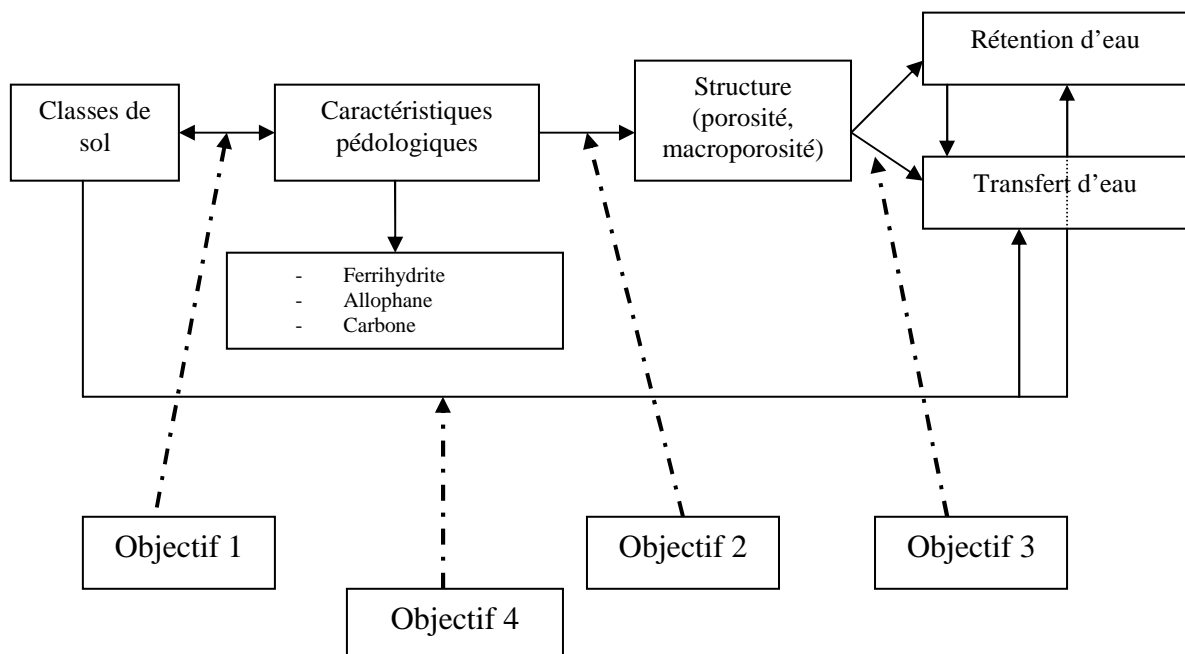 Rétention d'eau
Classes de
sol
Caractéristiques
pédologiques
Structure
(porosité,
macroporosité)
Transfert d'eau
- Ferrihydrite
- Allophane
- Carbone
Objectif 1
Objectif 2
Objectif 3
Objectif 4